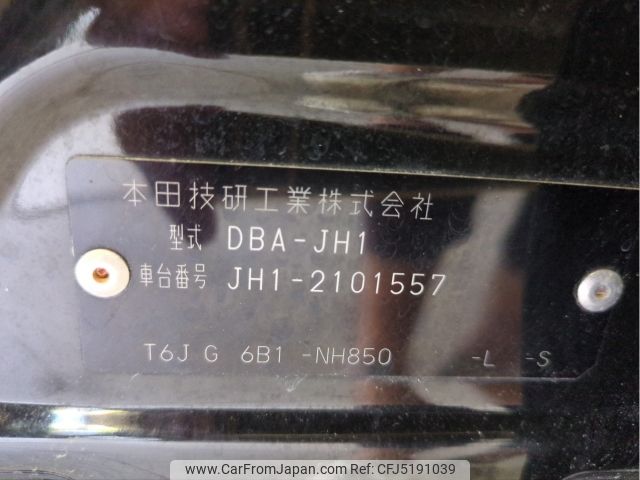 本田技研工業株式会社
型式 DBA-JH1
車台番号 JH1-2101557
T6J G 6B1 -NH850 -L -S
www.CarFromJapan.com | CFJ5191039